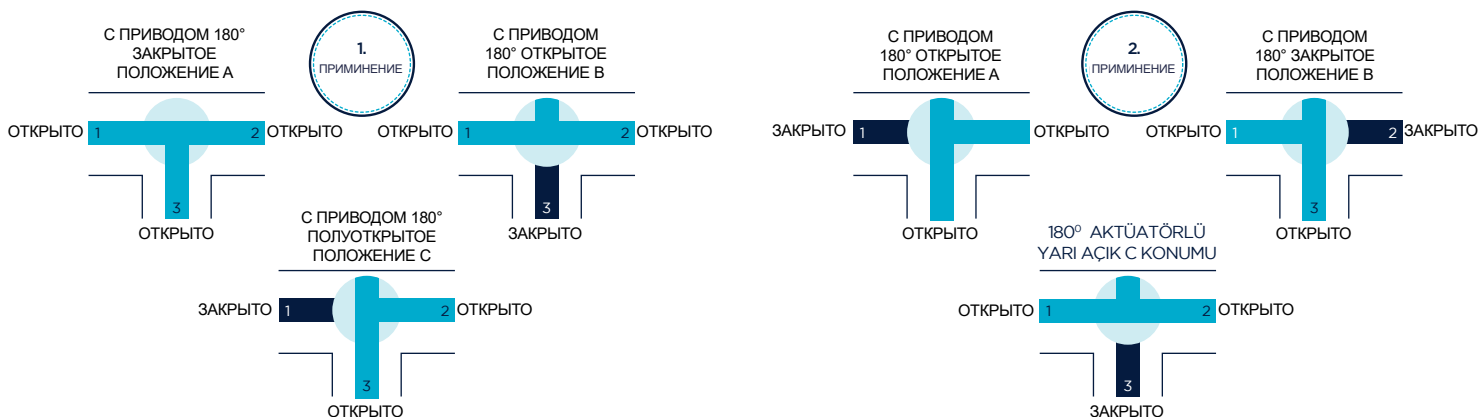 С ПРИВОДОМ 180°
ЗАКРЫТОЕ
ПОЛОЖЕНИЕ А
1.
ПРИМИНЕНИЕ
С ПРИВОДОМ
180° ОТКРЫТОЕ
ПОЛОЖЕНИЕ В
ОТКРЫТО 1 2 ОТКРЫТО
3
ОТКРЫТО
ОТКРЫТО 1 2 ОТКРЫТО
3
ЗАКРЫТО
С ПРИВОДОМ 180°
ПОЛУОТКРЫТОЕ
ПОЛОЖЕНИЕ С
ЗАКРЫТО 1 2 ОТКРЫТО
3
ОТКРЫТО
С ПРИВОДОМ
180° ОТКРЫТОЕ
ПОЛОЖЕНИЕ А
2.
ПРИМИНЕНИЕ
С ПРИВОДОМ
180° ЗАКРЫТОЕ
ПОЛОЖЕНИЕ В
ЗАКРЫТО 1 ОТКРЫТО
ОТКРЫТО
ОТКРЫТО 1 2 ЗАКРЫТО
3
ОТКРЫТО
180⁰ AKTÜATÖRLÜ
YARI AÇIK C KONUMU
ОТКРЫТО 1 2 ОТКРЫТО
3
ЗАКРЫТО